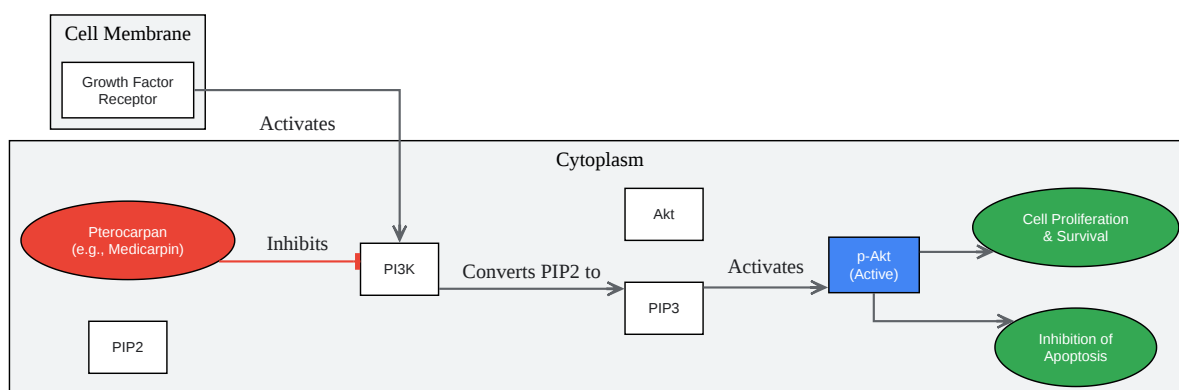 Cell Membrane
Growth Factor
Receptor
Activates
Cytoplasm
Pterocarpan
(e.g., Medicarpin)
Inhibits
PI3K
Converts PIP2 to
Akt
PIP3
Activates
p-Akt
(Active)
Cell Proliferation
& Survival
Inhibition of
Apoptosis
PIP2